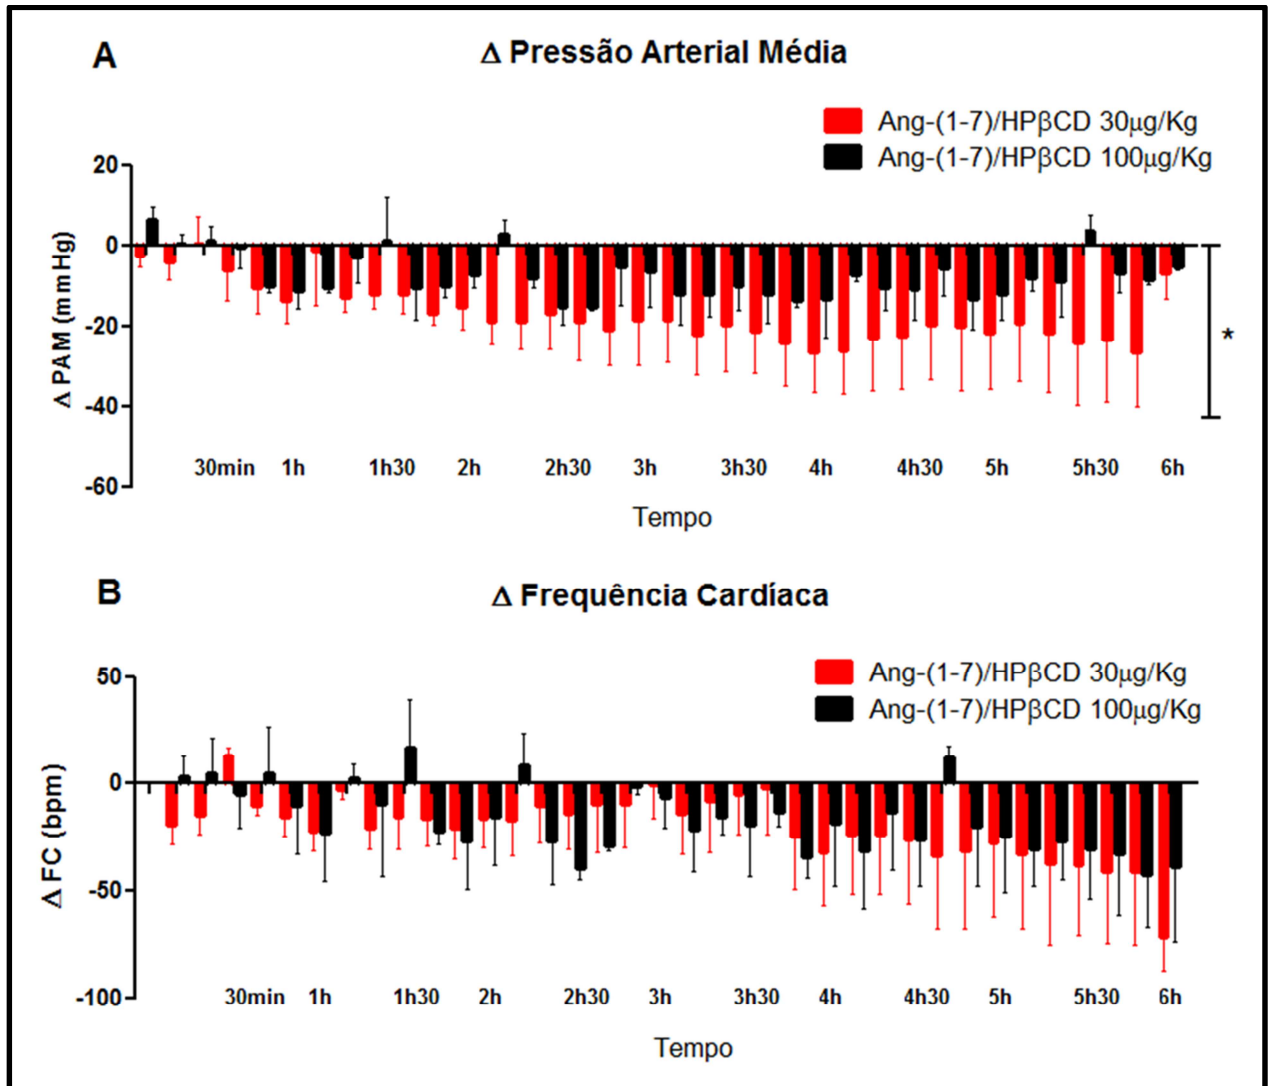 A
Δ Pressão Arterial Média
Ang-(1-7)/HPβCD 30μg/Kg
Ang-(1-7)/HPβCD 100μg/Kg
20
0
-20
-40
-60
Δ PAM (mmHg)
*
30min 1h 1h30 2h 2h30 3h 3h30 4h 4h30 5h 5h30 6h
Tempo
B
Δ Frequência Cardíaca
Ang-(1-7)/HPβCD 30μg/Kg
Ang-(1-7)/HPβCD 100μg/Kg
50
0
-50
-100
Δ FC (bpm)
30min 1h 1h30 2h 2h30 3h 3h30 4h 4h30 5h 5h30 6h
Tempo